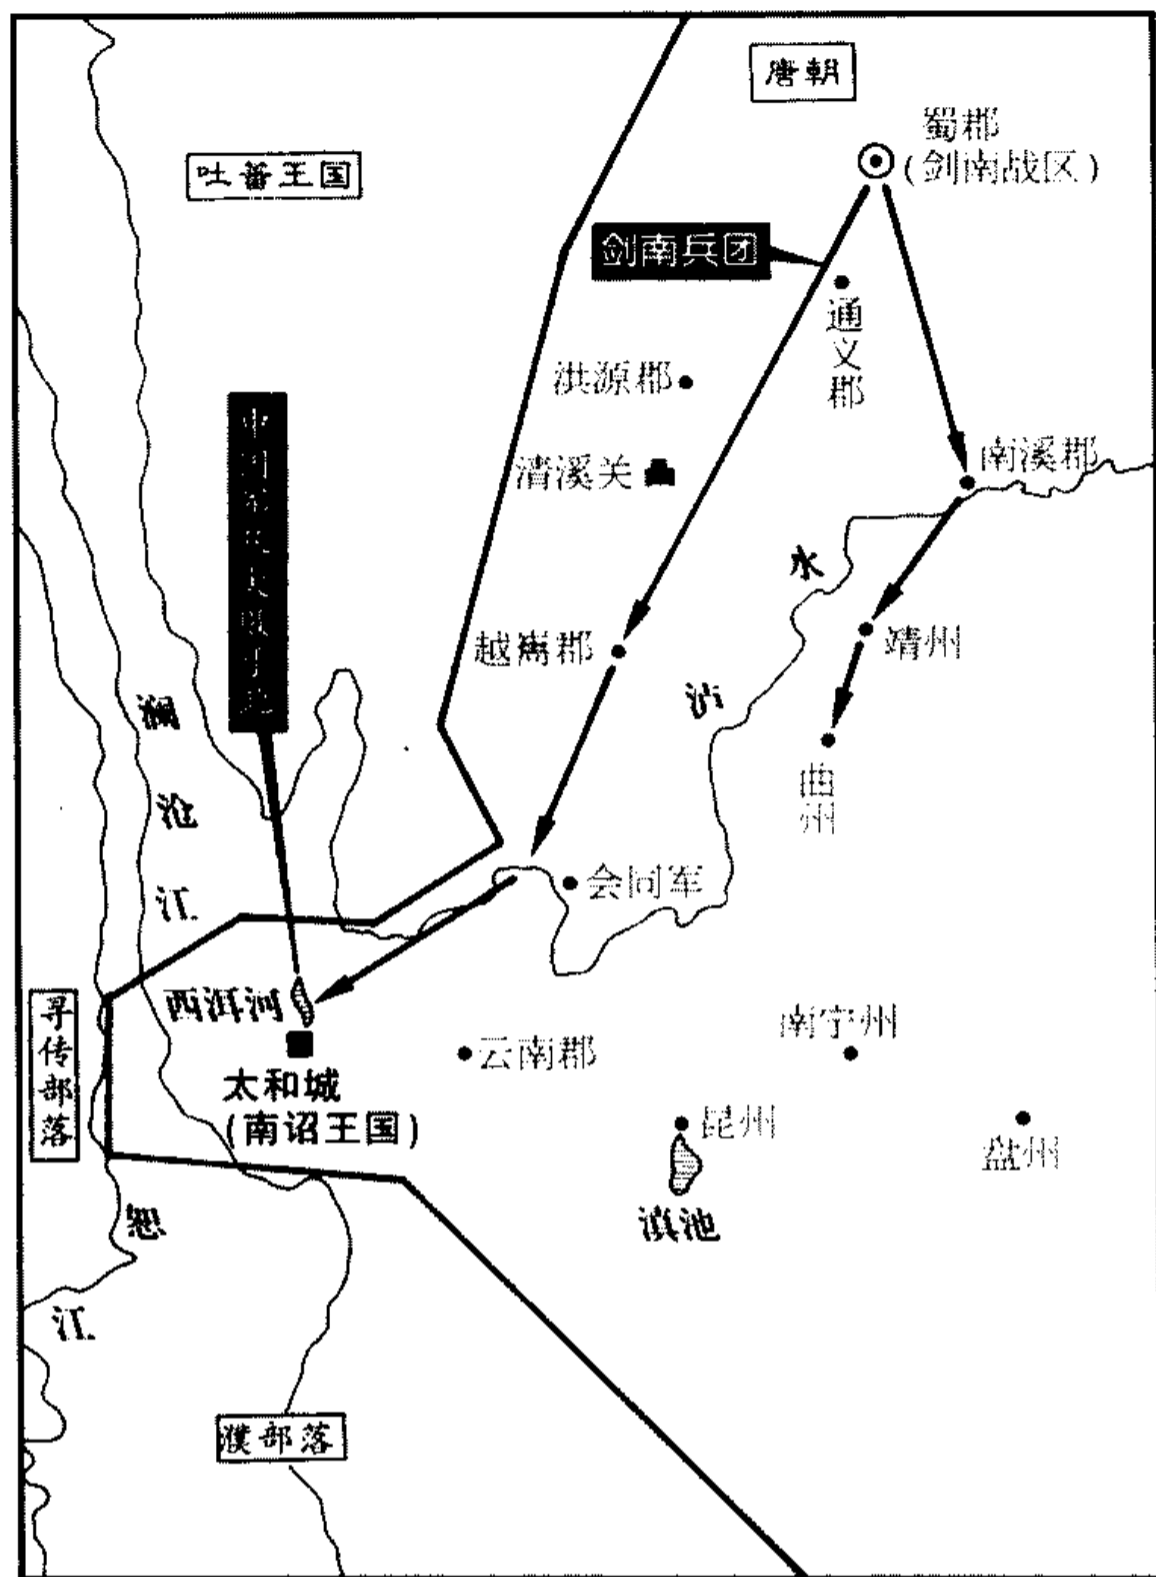 唐朝
蜀郡
(剑南战区)
吐蕃王国
剑南兵团
通义郡
洪源郡
清溪关
南溪郡
水
泸
靖州
越嶲郡
曲州
澜
沧
江
会同军
西洱河
寻传部落
太和城
(南诏王国)
云南郡
南宁州
昆州
盘州
滇池
江
濮部落